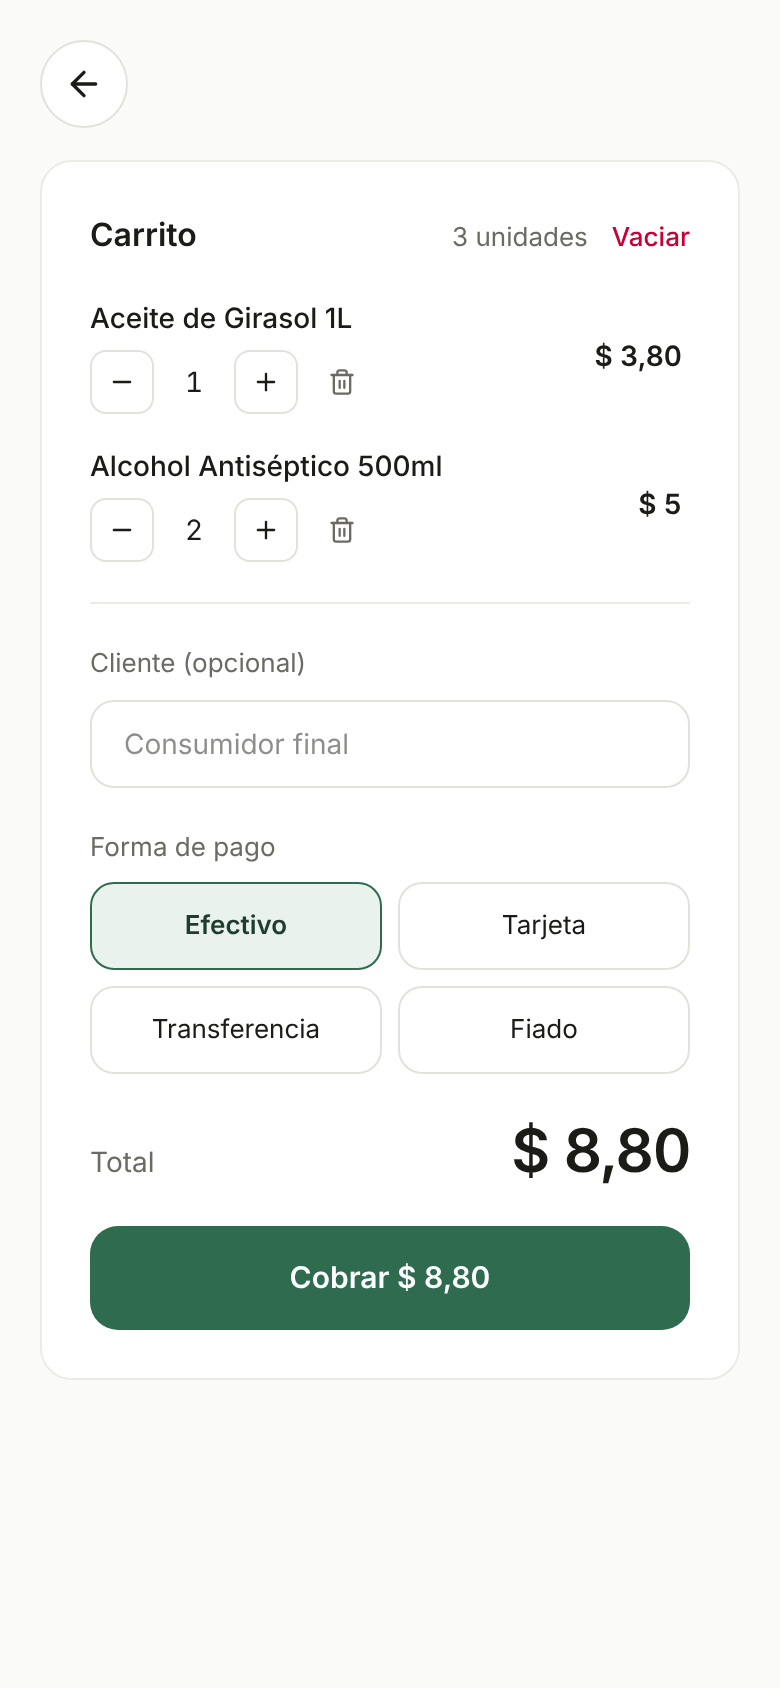 Carrito 3 unidades Vaciar
Aceite de Girasol 1L
1 $ 3,80
Alcohol Antiséptico 500ml
2 $ 5
Cliente (opcional)
Consumidor final
Forma de pago
Efectivo Tarjeta
Transferencia Fiado
Total $ 8,80
Cobrar $ 8,80